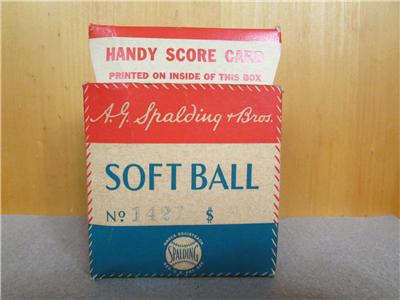 HANDY SCORE CARD
PRINTED ON INSIDE OF THIS BOX
A.G. Spalding & Bros.
SOFT BALL
No 1427 $
SPALDING